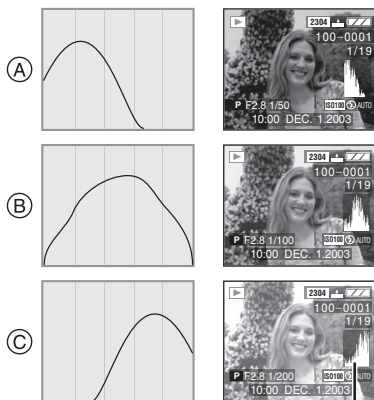 A
2304
100-0001
1/19
P F2.8 1/50 ISO100 AUTO
10:00 DEC. 1.2003
B
2304
100-0001
1/19
P F2.8 1/100 ISO100 AUTO
10:00 DEC. 1.2003
C
2304
100-0001
1/19
P F2.8 1/200 ISO100 AUTO
10:00 DEC. 1.2003